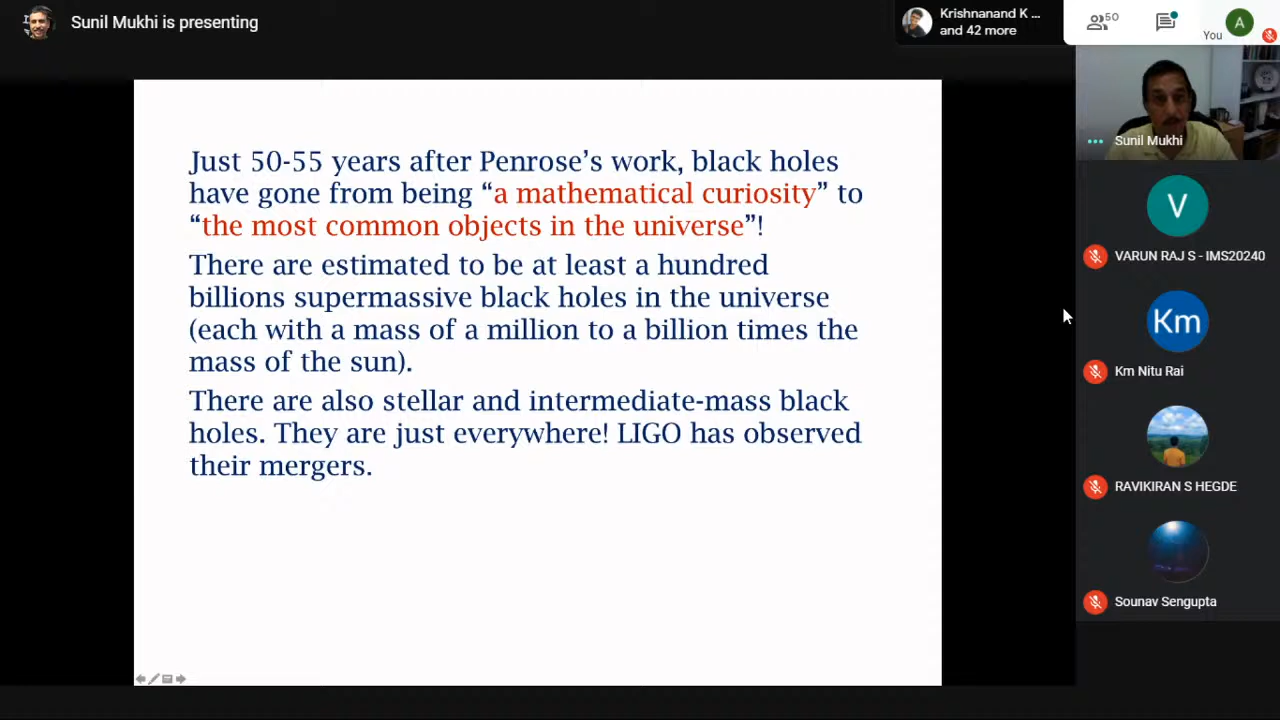 Sunil Mukhi is presenting
Krishnanand K ...
and 42 more
50
You
A
Just 50-55 years after Penrose’s work, black holes
have gone from being “a mathematical curiosity” to
“the most common objects in the universe”!
There are estimated to be at least a hundred
billions supermassive black holes in the universe
(each with a mass of a million to a billion times the
mass of the sun).
There are also stellar and intermediate-mass black
holes. They are just everywhere! LIGO has observed
their mergers.
Sunil Mukhi
V
VARUN RAJ S - IMS20240
Km
Km Nitu Rai
RAVIKIRAN S HEGDE
Sounav Sengupta